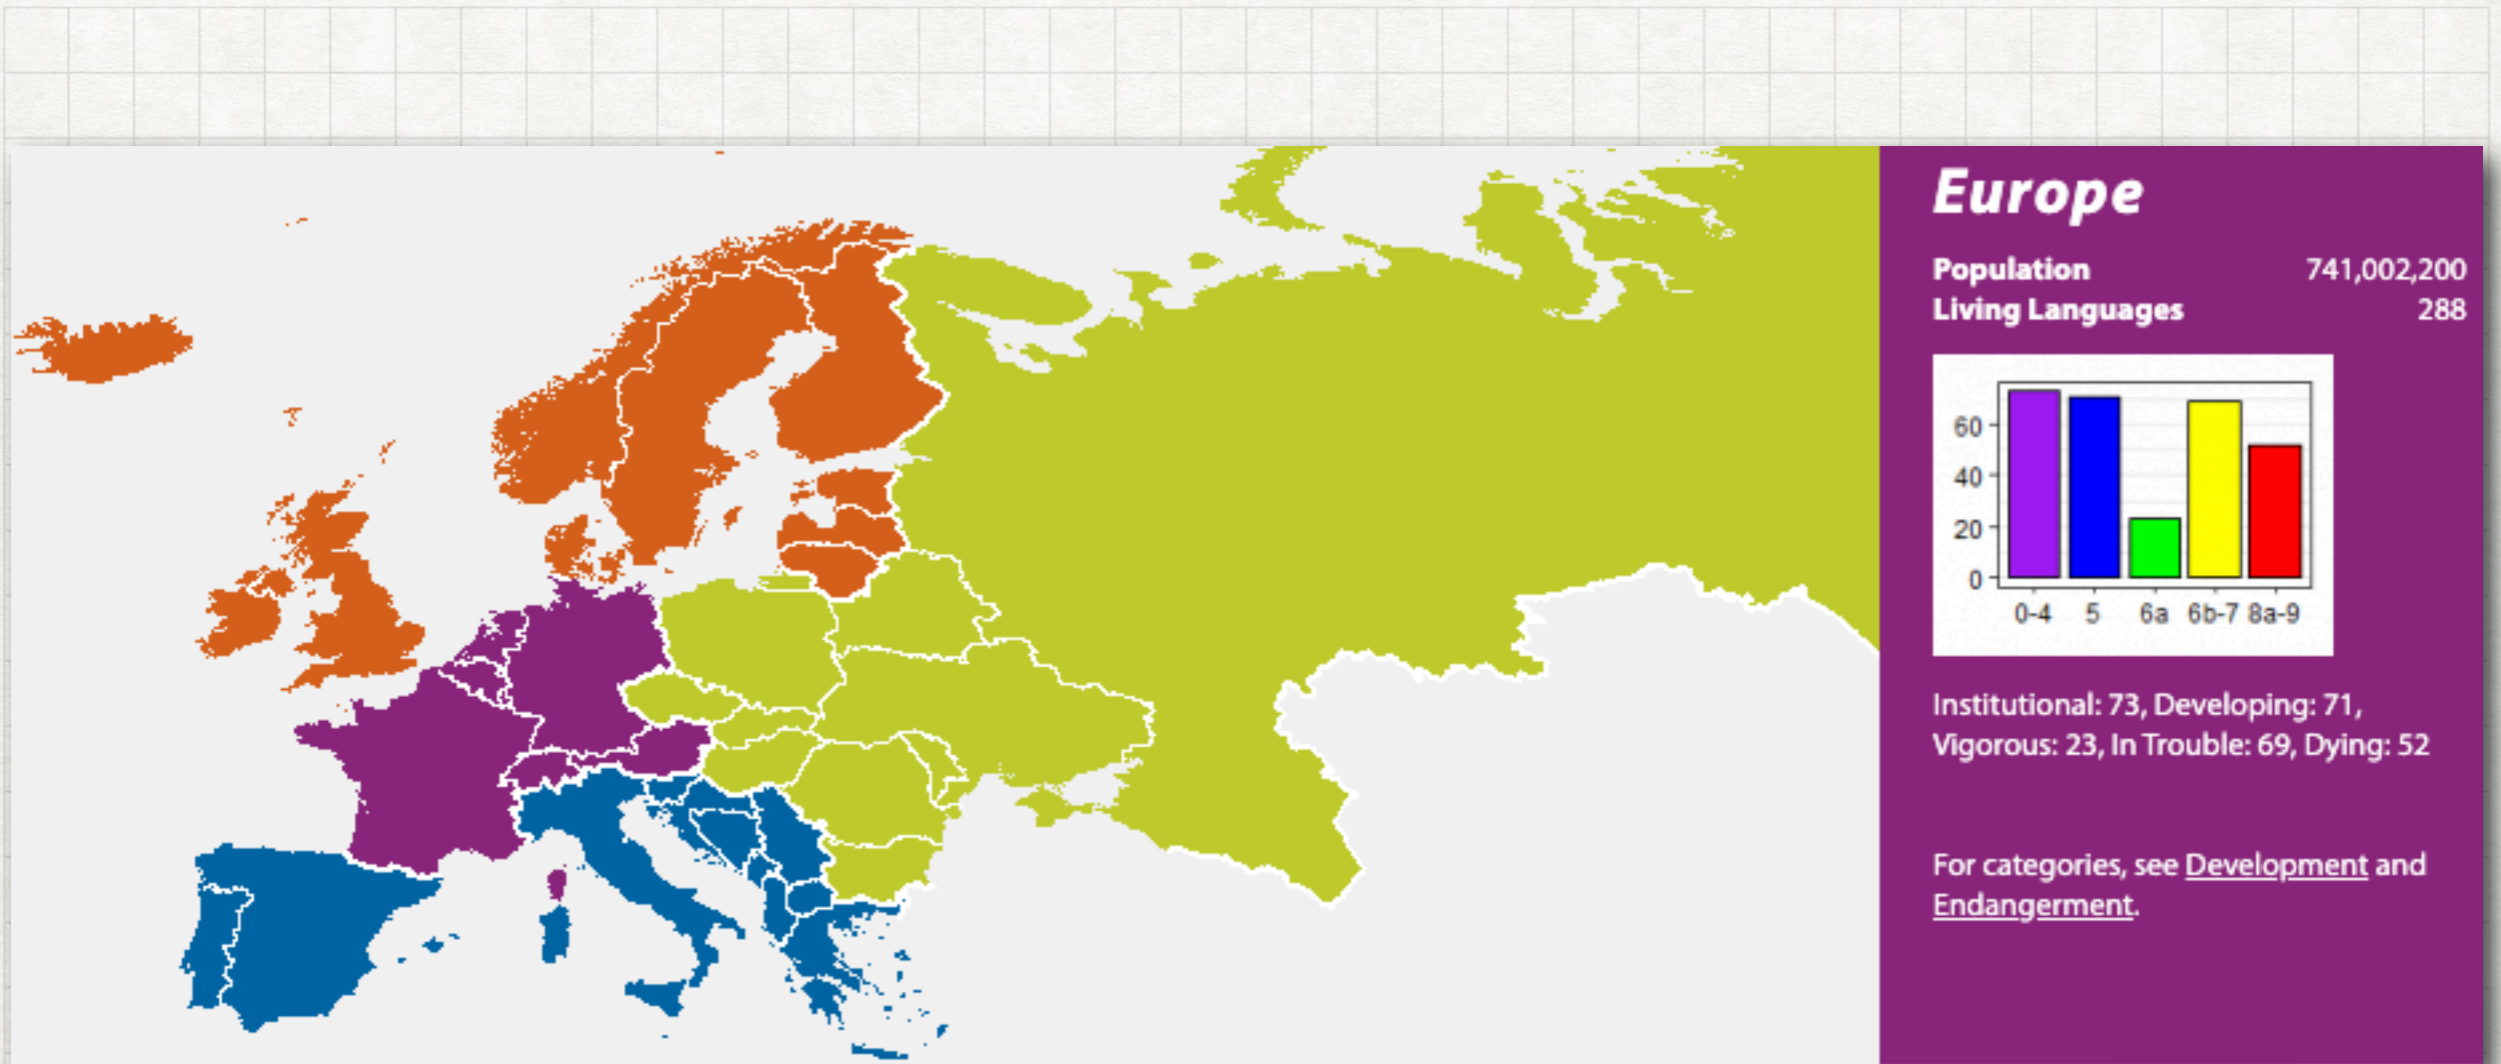 Europe
Population 741,002,200
Living Languages 288
60
40
20
0
0-4 5 6a 6b-7 8a-9
Institutional: 73, Developing: 71,
Vigorous: 23, In Trouble: 69, Dying: 52
For categories, see Development and
Endangerment.